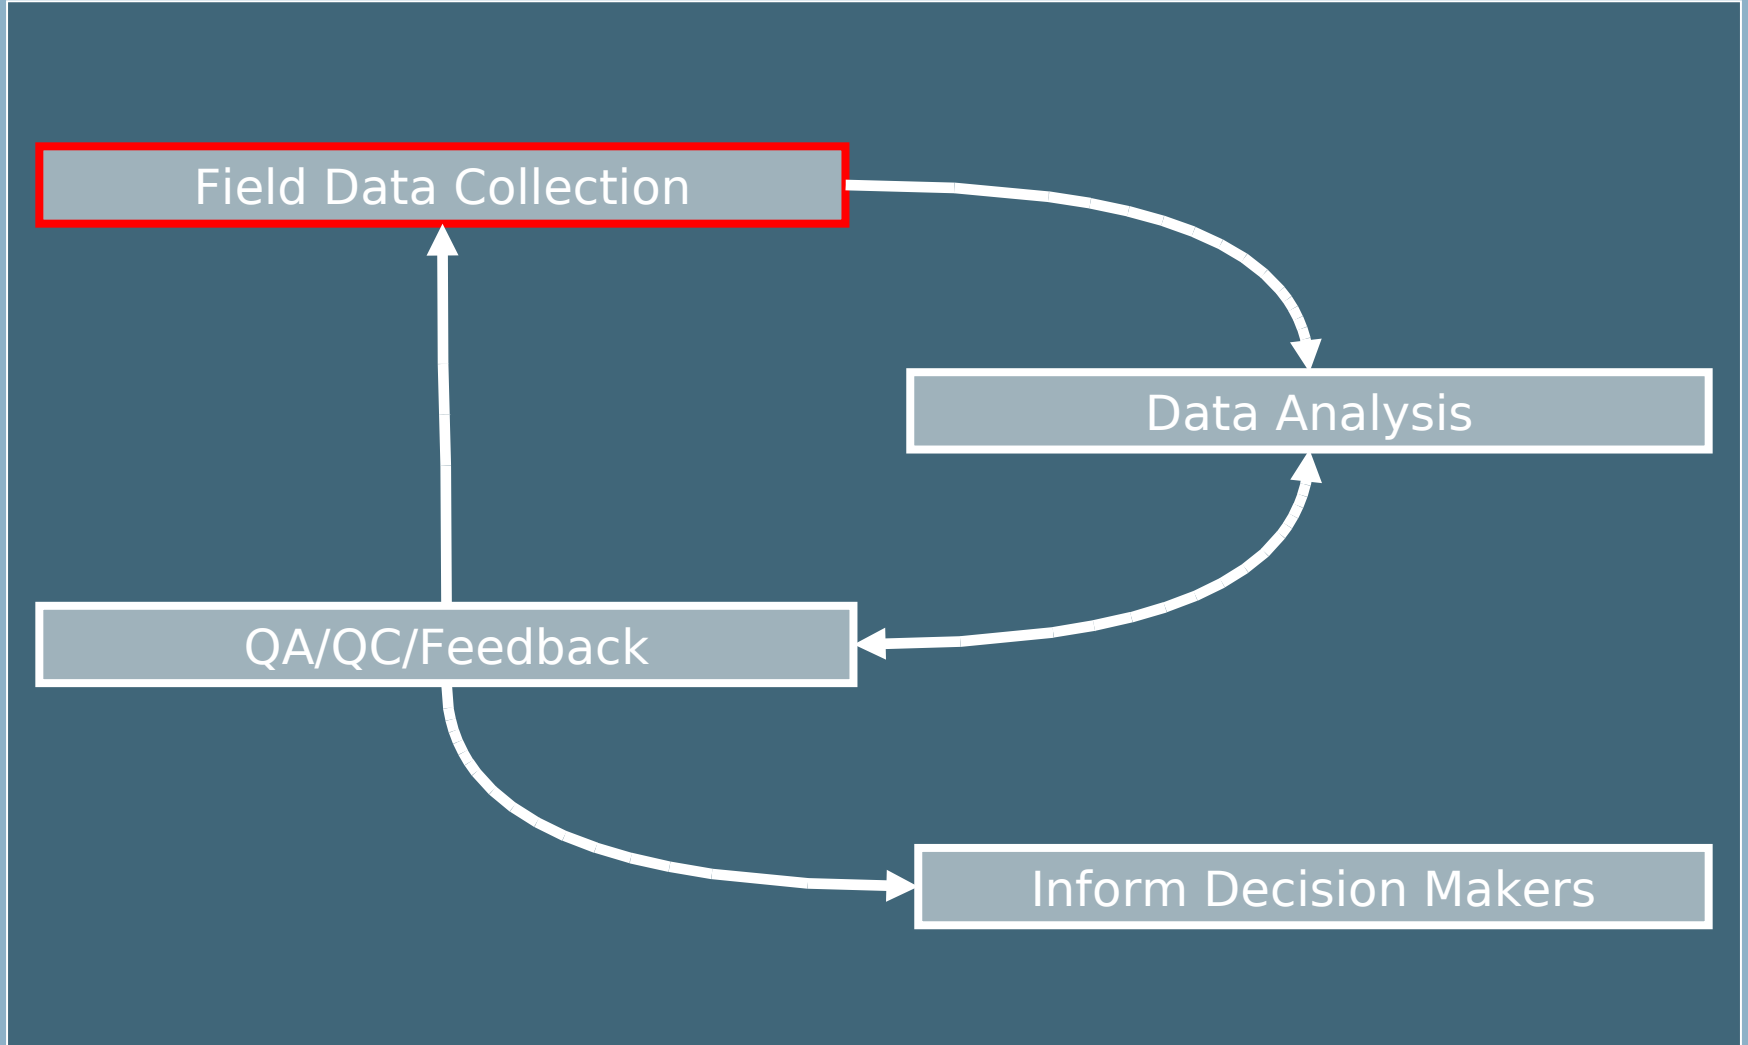 Field Data Collection
Data Analysis
QA/QC/Feedback
Inform Decision Makers